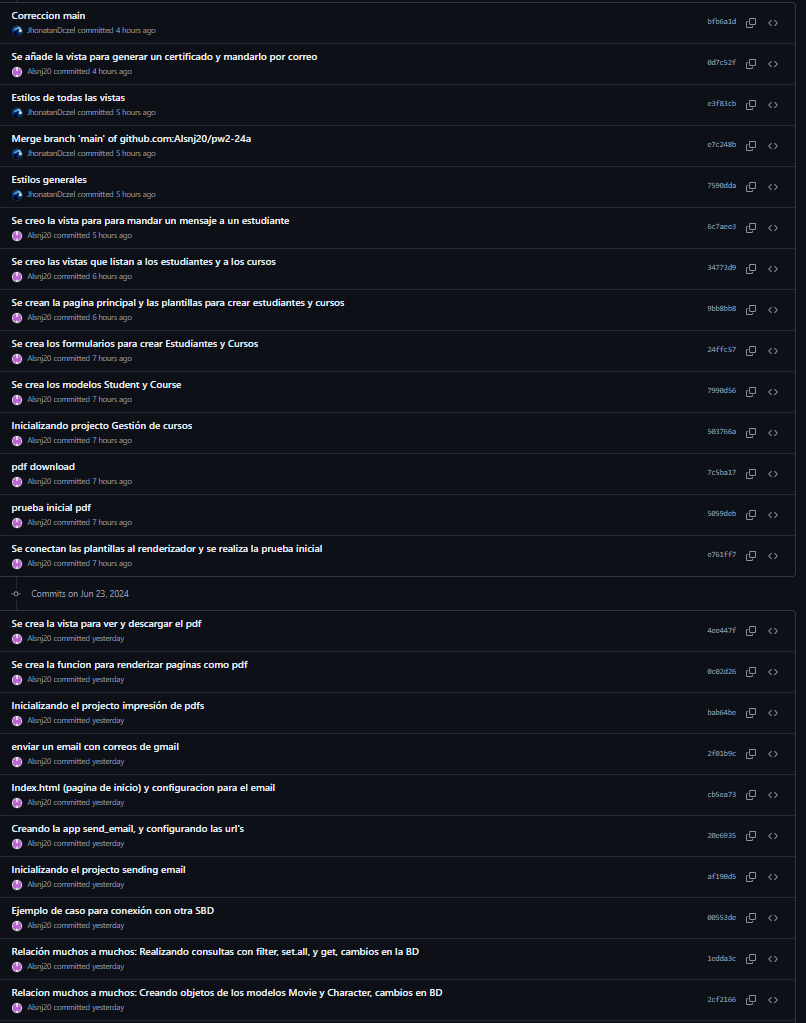 Correccion main
bfb6a1d
JhonatanDczel committed 4 hours ago
Se añade la vista para generar un certificado y mandarlo por correo
0d7c52f
Alsnj20 committed 4 hours ago
Estilos de todas las vistas
e3f83cb
JhonatanDczel committed 5 hours ago
Merge branch 'main' of github.com:Alsnj20/pw2-24a
e7c248b
JhonatanDczel committed 5 hours ago
Estilos generales
7590dda
JhonatanDczel committed 5 hours ago
Se creo la vista para para mandar un mensaje a un estudiante
6c7aee3
Alsnj20 committed 5 hours ago
Se creo las vistas que listan a los estudiantes y a los cursos
34773d9
Alsnj20 committed 6 hours ago
Se crean la pagina principal y las plantillas para crear estudiantes y cursos
9bb8bb8
Alsnj20 committed 6 hours ago
Se crea los formularios para crear Estudiantes y Cursos
24ffc57
Alsnj20 committed 7 hours ago
Se crea los modelos Student y Course
7990d56
Alsnj20 committed 7 hours ago
Inicializando projecto Gestión de cursos
503766a
Alsnj20 committed 7 hours ago
pdf download
7c5ba17
Alsnj20 committed 7 hours ago
prueba inicial pdf
5059deb
Alsnj20 committed 7 hours ago
Se conectan las plantillas al renderizador y se realiza la prueba inicial
e761ff7
Alsnj20 committed 7 hours ago
Commits on Jun 23, 2024
Se crea la vista para ver y descargar el pdf
4ee447f
Alsnj20 committed yesterday
Se crea la funcion para renderizar paginas como pdf
0c02d26
Alsnj20 committed yesterday
Inicializando el projecto impresión de pdfs
bab64be
Alsnj20 committed yesterday
enviar un email con correos de gmail
2f01b9c
Alsnj20 committed yesterday
Index.html (pagina de inicio) y configuracion para el email
cb5ea73
Alsnj20 committed yesterday
Creando la app send_email, y configurando las url's
20e6935
Alsnj20 committed yesterday
Inicializando el projecto sending email
af190d5
Alsnj20 committed yesterday
Ejemplo de caso para conexión con otra SBD
00553de
Alsnj20 committed yesterday
Relación muchos a muchos: Realizando consultas con filter, set.all, y get, cambios en la BD
1edda3c
Alsnj20 committed yesterday
Relacion muchos a muchos: Creando objetos de los modelos Movie y Character, cambios en BD
2cf2166
Alsnj20 committed yesterday